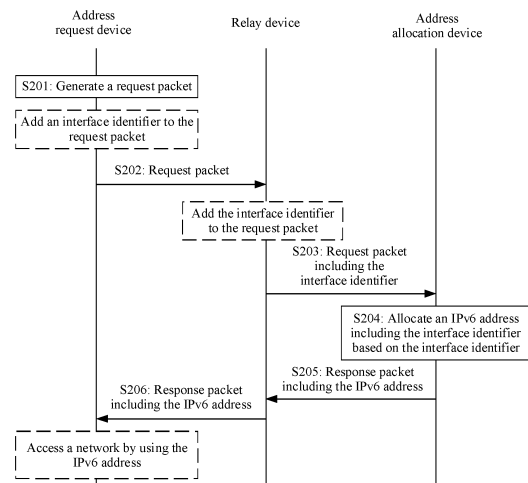 Address
request device
Relay device
Address
allocation device
S201: Generate a request packet
Add an interface identifier to the
request packet
S202: Request packet
Add the interface identifier
to the request packet
S203: Request packet
including the
interface identifier
S204: Allocate an IPv6 address
including the interface identifier
based on the interface identifier
S205: Response packet
including the IPv6 address
S206: Response packet
including the IPv6 address
Access a network by using the
IPv6 address